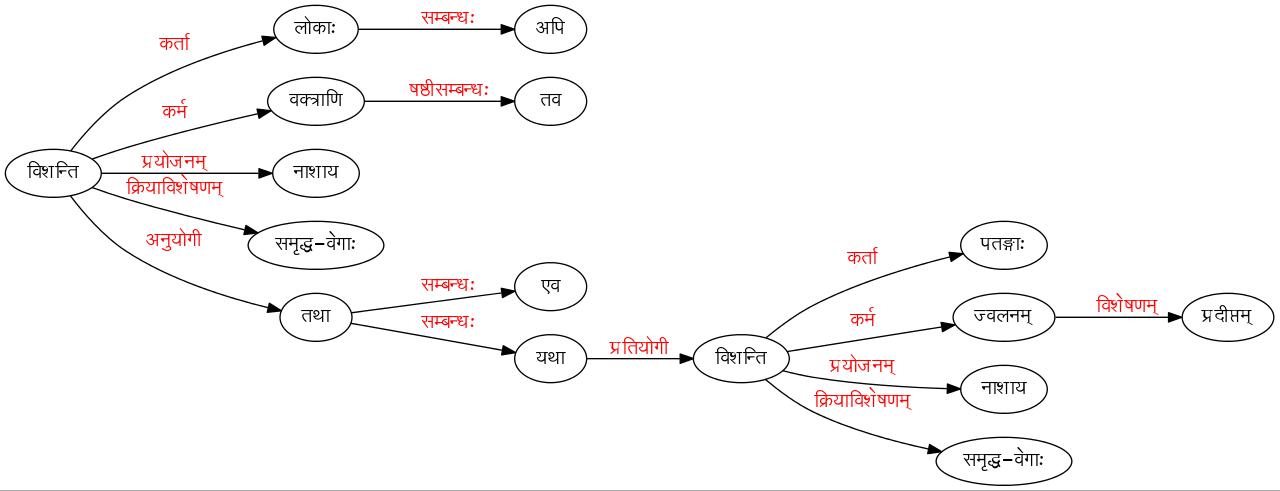 लोकाः
सम्बन्धः
अपि
कर्ता
वक्त्राणि
षष्ठीसम्बन्धः
तव
कर्म
विशन्ति
प्रयोजनम्
नाशाय
क्रियाविशेषणम्
समृद्ध-वेगाः
अनुयोगी
तथा
सम्बन्धः
एव
सम्बन्धः
यथा
प्रतियोगी
विशन्ति
कर्ता
पतङ्गाः
कर्म
ज्वलनम्
विशेषणम्
प्रदीप्तम्
प्रयोजनम्
नाशाय
क्रियाविशेषणम्
समृद्ध-वेगाः